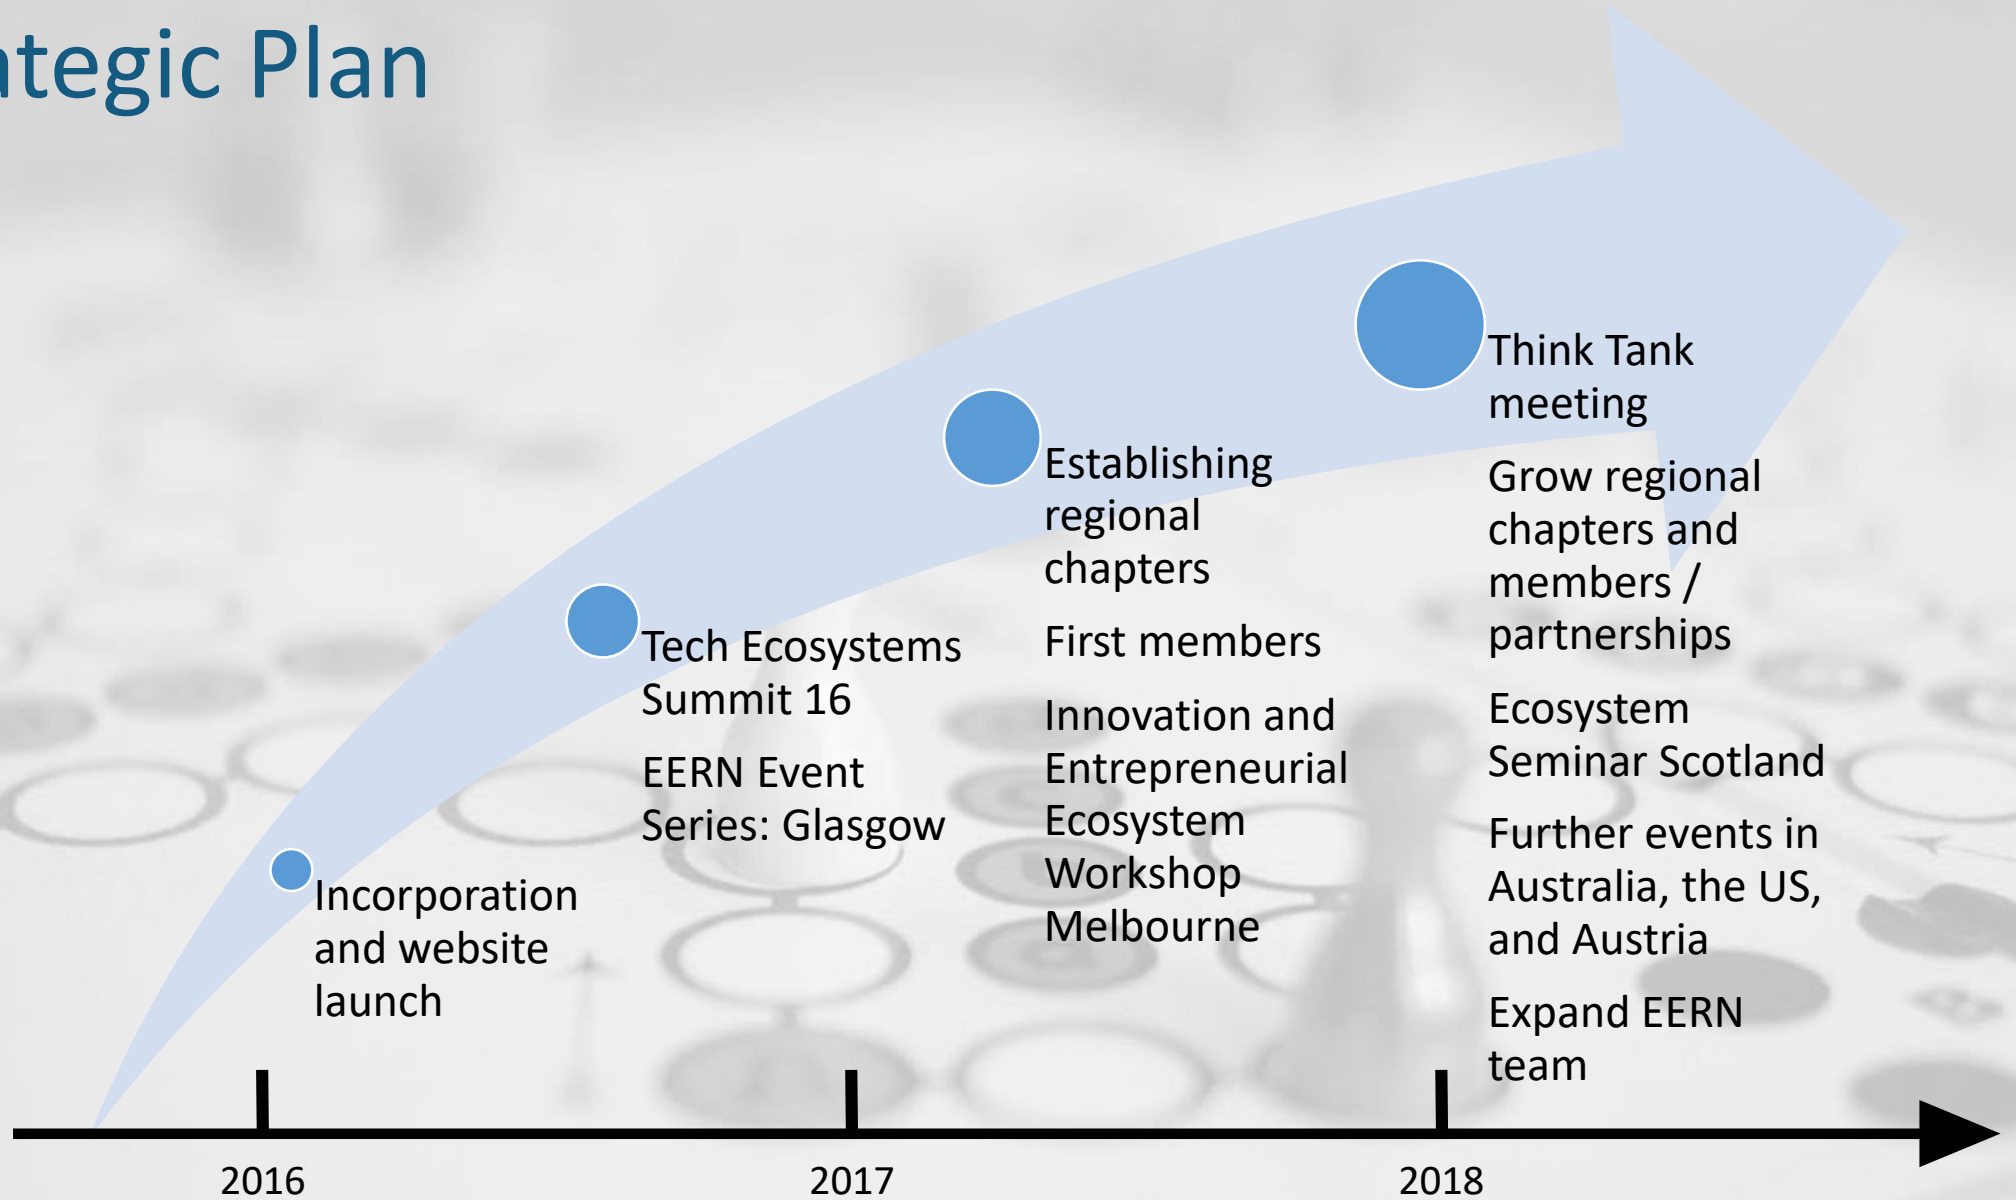 ategic Plan
Incorporation
and website
launch
Tech Ecosystems
Summit 16
EERN Event
Series: Glasgow
Establishing
regional
chapters
First members
Innovation and
Entrepreneurial
Ecosystem
Workshop
Melbourne
Think Tank
meeting
Grow regional
chapters and
members /
partnerships
Ecosystem
Seminar Scotland
Further events in
Australia, the US,
and Austria
Expand EERN
team
2016
2017
2018